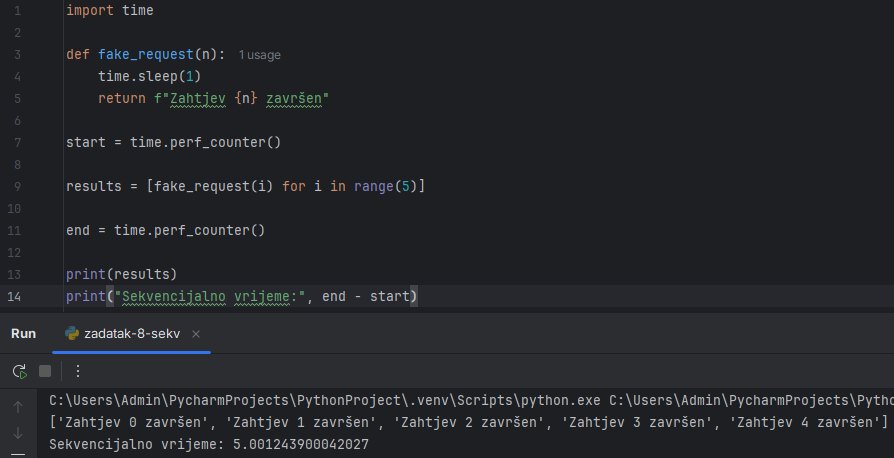 1 import time
2
3 def fake_request(n): 1 usage
4     time.sleep(1)
5     return f"Zahtjev {n} završen"
6
7 start = time.perf_counter()
8
9 results = [fake_request(i) for i in range(5)]
10
11 end = time.perf_counter()
12
13 print(results)
14 print("Sekvencijalno vrijeme:", end - start)
Run zadatak-8-sekv ×
C:\Users\Admin\PycharmProjects\PythonProject\.venv\Scripts\python.exe C:\Users\Admin\PycharmProjects\Pytho
['Zahtjev 0 završen', 'Zahtjev 1 završen', 'Zahtjev 2 završen', 'Zahtjev 3 završen', 'Zahtjev 4 završen']
Sekvencijalno vrijeme: 5.001243900042027